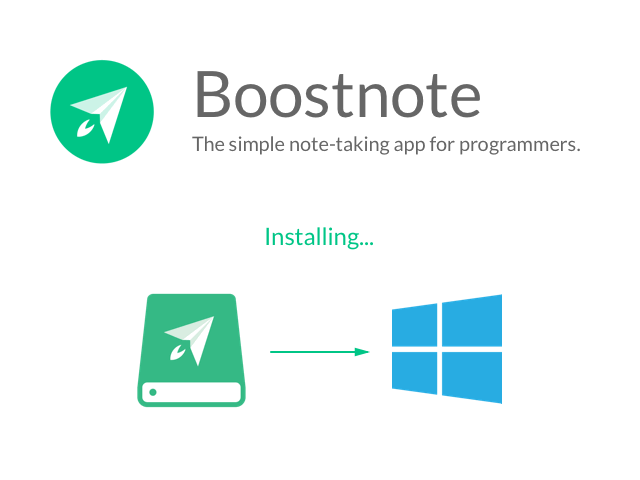 Boostnote
The simple note-taking app for programmers.
Installing...